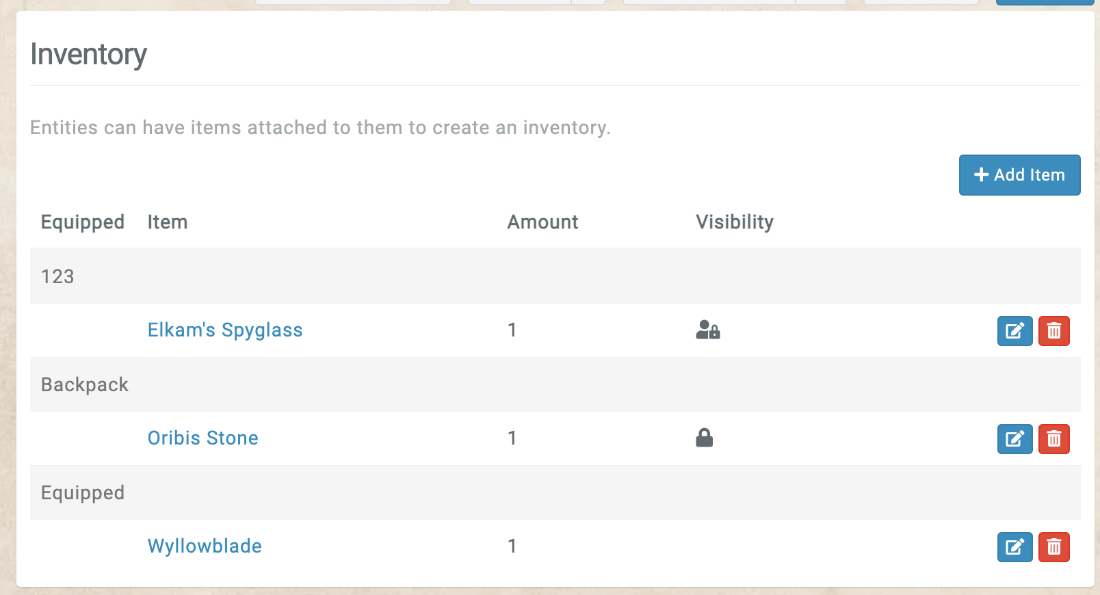 Inventory
Entities can have items attached to them to create an inventory.
Add Item
Equipped Item Amount Visibility
123
Elkam's Spyglass 1
Backpack
Oribis Stone 1
Equipped
Wyllowblade 1